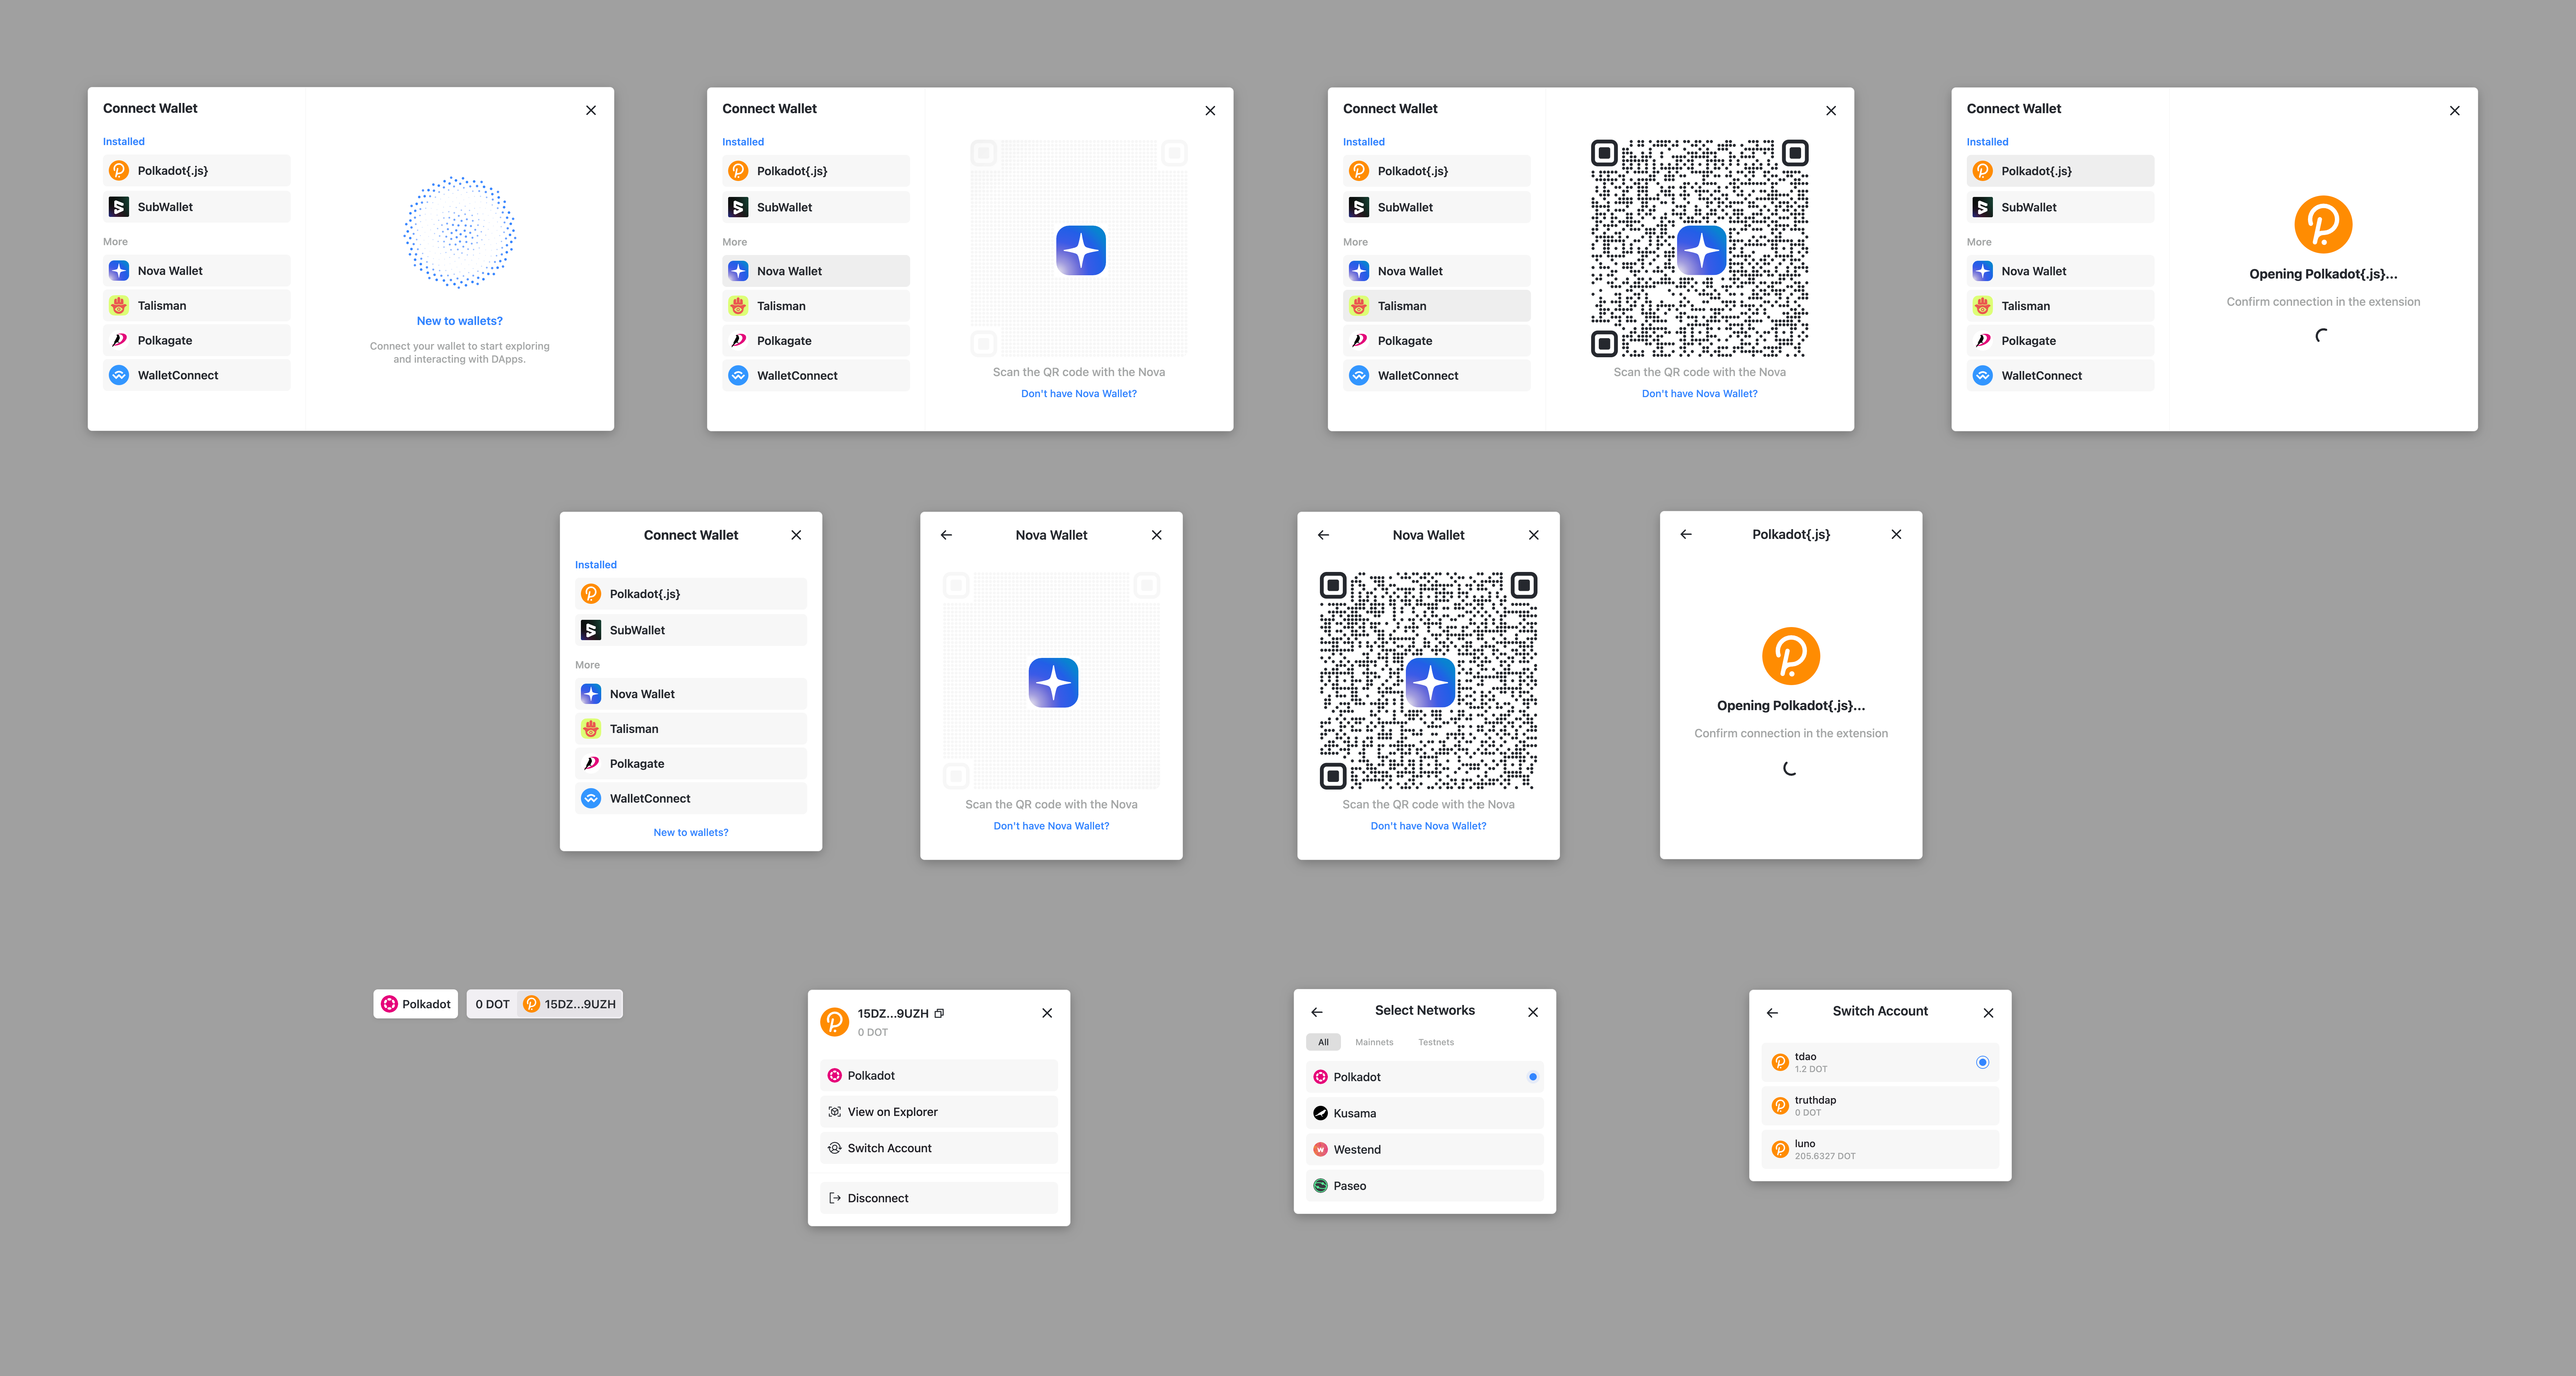 Connect Wallet
Installed
Polkadot{.js}
SubWallet
More
Nova Wallet
Talisman
Polkagate
WalletConnect
New to wallets?
Connect your wallet to start exploring
and interacting with DApps.
Connect Wallet
Installed
Polkadot{.js}
SubWallet
More
Nova Wallet
Talisman
Polkagate
WalletConnect
Scan the QR code with the Nova
Don't have Nova Wallet?
Connect Wallet
Installed
Polkadot{.js}
SubWallet
More
Nova Wallet
Talisman
Polkagate
WalletConnect
Scan the QR code with the Nova
Don't have Nova Wallet?
Connect Wallet
Installed
Polkadot{.js}
SubWallet
More
Nova Wallet
Talisman
Polkagate
WalletConnect
Opening Polkadot{.js}...
Confirm connection in the extension
Connect Wallet
Installed
Polkadot{.js}
SubWallet
More
Nova Wallet
Talisman
Polkagate
WalletConnect
New to wallets?
Nova Wallet
Scan the QR code with the Nova
Don't have Nova Wallet?
Nova Wallet
Scan the QR code with the Nova
Don't have Nova Wallet?
Polkadot{.js}
Opening Polkadot{.js}...
Confirm connection in the extension
Polkadot
0 DOT 15DZ...9UZH
15DZ...9UZH
0 DOT
Polkadot
View on Explorer
Switch Account
Disconnect
Select Networks
All Mainnets Testnets
Polkadot
Kusama
Westend
Paseo
Switch Account
tdao
1.2 DOT
truthdap
0 DOT
luno
205.6327 DOT